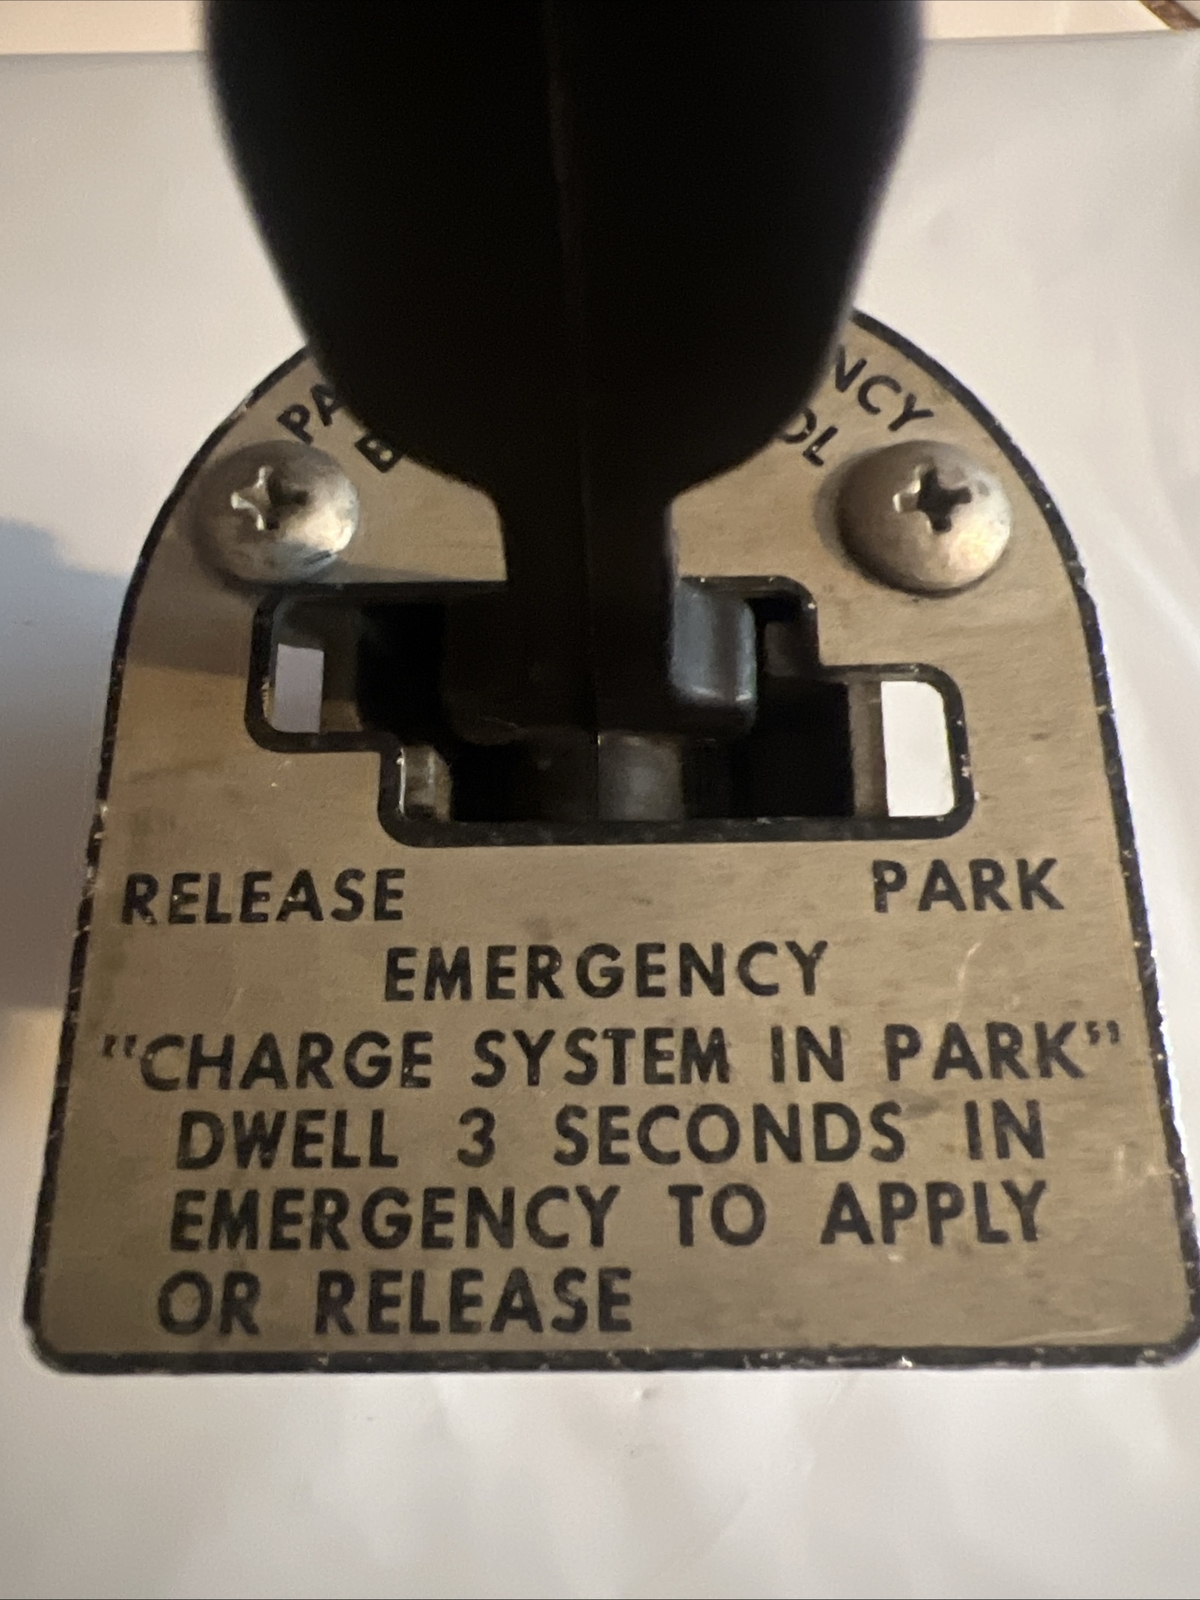 RELEASE PARK
EMERGENCY
"CHARGE SYSTEM IN PARK"
DWELL 3 SECONDS IN
EMERGENCY TO APPLY
OR RELEASE